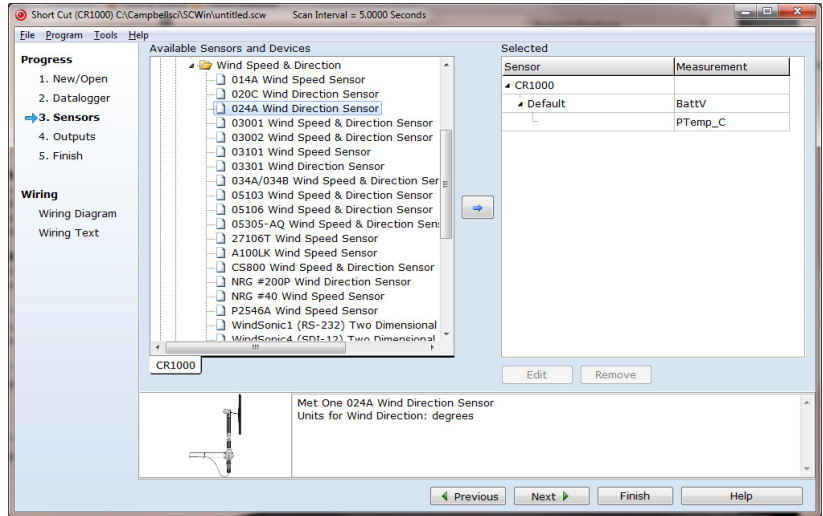 Short Cut (CR1000) C:\Campbellsci\SCWin\untitled.scw Scan Interval = 5.0000 Seconds
File Program Tools Help
Progress
1. New/Open
2. Datalogger
3. Sensors
4. Outputs
5. Finish
Wiring
Wiring Diagram
Wiring Text
Available Sensors and Devices
Wind Speed & Direction
014A Wind Speed Sensor
020C Wind Direction Sensor
024A Wind Direction Sensor
03001 Wind Speed & Direction Sensor
03002 Wind Speed & Direction Sensor
03101 Wind Speed Sensor
03301 Wind Direction Sensor
034A/034B Wind Speed & Direction Ser
05103 Wind Speed & Direction Sensor
05106 Wind Speed & Direction Sensor
05305-AQ Wind Speed & Direction Sen
27106T Wind Speed Sensor
A100LK Wind Speed Sensor
CS800 Wind Speed & Direction Sensor
NRG #200P Wind Direction Sensor
NRG #40 Wind Speed Sensor
P2546A Wind Speed Sensor
WindSonic1 (RS-232) Two Dimensional
WindSonic4 (SDI-12) Two Dimensional
CR1000
Selected
Sensor Measurement
CR1000
Default BattV
PTemp_C
Edit Remove
Met One 024A Wind Direction Sensor
Units for Wind Direction: degrees
Previous Next Finish Help